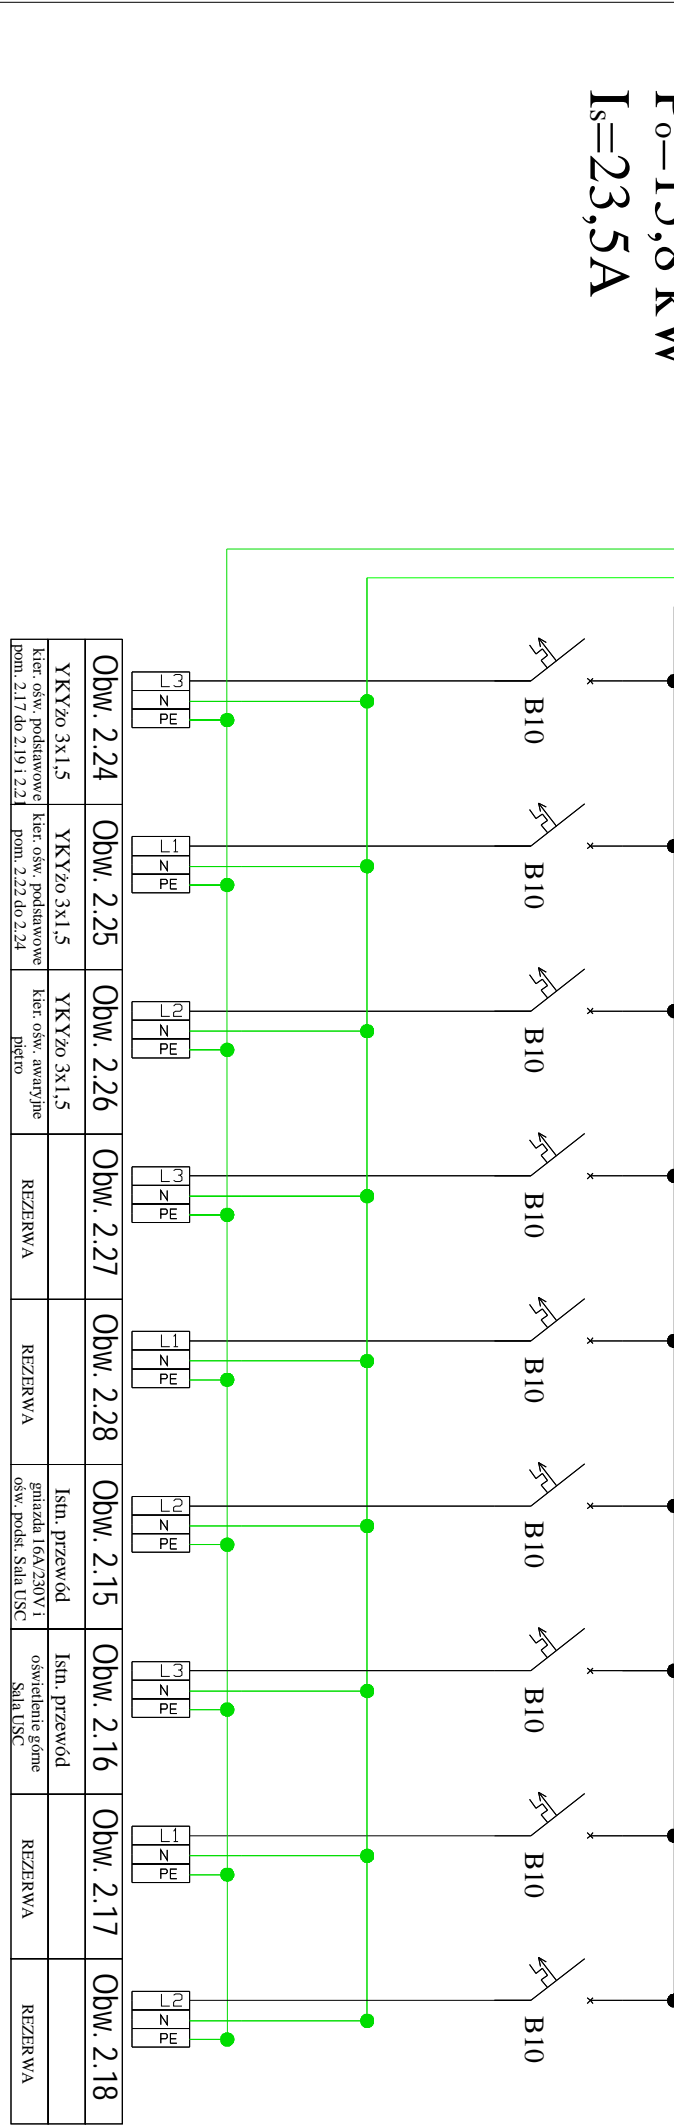 Po=15,8 kW
Is=23,5A
B10
B10
B10
B10
B10
B10
B10
B10
B10
L3
N
PE
L1
N
PE
L2
N
PE
L3
N
PE
L1
N
PE
L2
N
PE
L3
N
PE
L1
N
PE
L2
N
PE
Obw. 2.24
Obw. 2.25
Obw. 2.26
Obw. 2.27
Obw. 2.28
Obw. 2.15
Obw. 2.16
Obw. 2.17
Obw. 2.18
YKYżo 3x1,5
YKYżo 3x1,5
YKYżo 3x1,5
Istn. przewód
Istn. przewód
kier. ośw. podstawowe
pom. 2.17 do 2.19 i 2.21
kier. ośw. podstawowe
pom. 2.22 do 2.24
kier. ośw. awaryjne
piętro
REZERWA
REZERWA
gniazda 16A/230V i
ośw. podst. Sala USC
oświetlenie górne
Sala USC
REZERWA
REZERWA